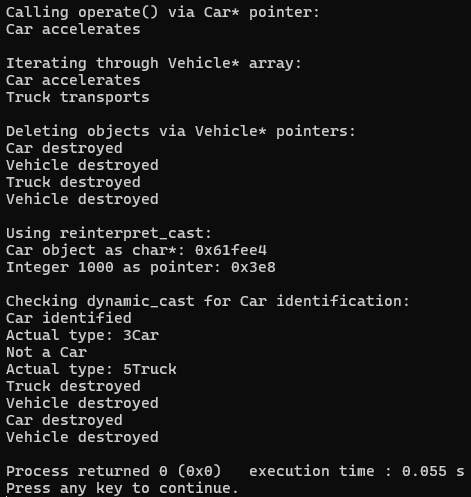 Calling operate() via Car* pointer:
Car accelerates
Iterating through Vehicle* array:
Car accelerates
Truck transports
Deleting objects via Vehicle* pointers:
Car destroyed
Vehicle destroyed
Truck destroyed
Vehicle destroyed
Using reinterpret_cast:
Car object as char*: 0x61fee4
Integer 1000 as pointer: 0x3e8
Checking dynamic_cast for Car identification:
Car identified
Actual type: 3Car
Not a Car
Actual type: 5Truck
Truck destroyed
Vehicle destroyed
Car destroyed
Vehicle destroyed
Process returned 0 (0x0)   execution time : 0.055 s
Press any key to continue.